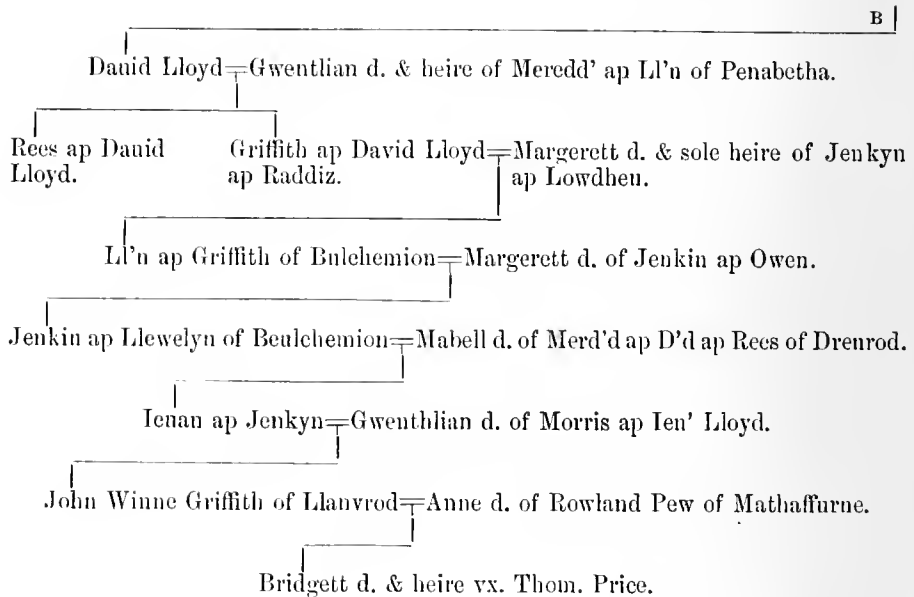 B
Dauid Lloyd=Gwentlian d. & heire of Meredd' ap Ll'n of Penabetha.
Rees ap Dauid Griffith ap David Lloyd=Margerett d. & sole heire of Jenkyn
Lloyd. ap Raddiz. ap Lowdheu.
Ll'n ap Griffith of Bulchemion=Margerett d. of Jenkin ap Owen.
Jenkin ap Llewelyn of Beulchemion=Mabell d. of Merd'd ap D'd ap Rees of Drenrod.
Ieuan ap Jenkyn=Gwenthlian d. of Morris ap Ieu' Lloyd.
John Winne Griffith of Llanvrod=Anne d. of Rowland Pew of Mathaffurne.
Bridgett d. & heire vx. Thom. Price.